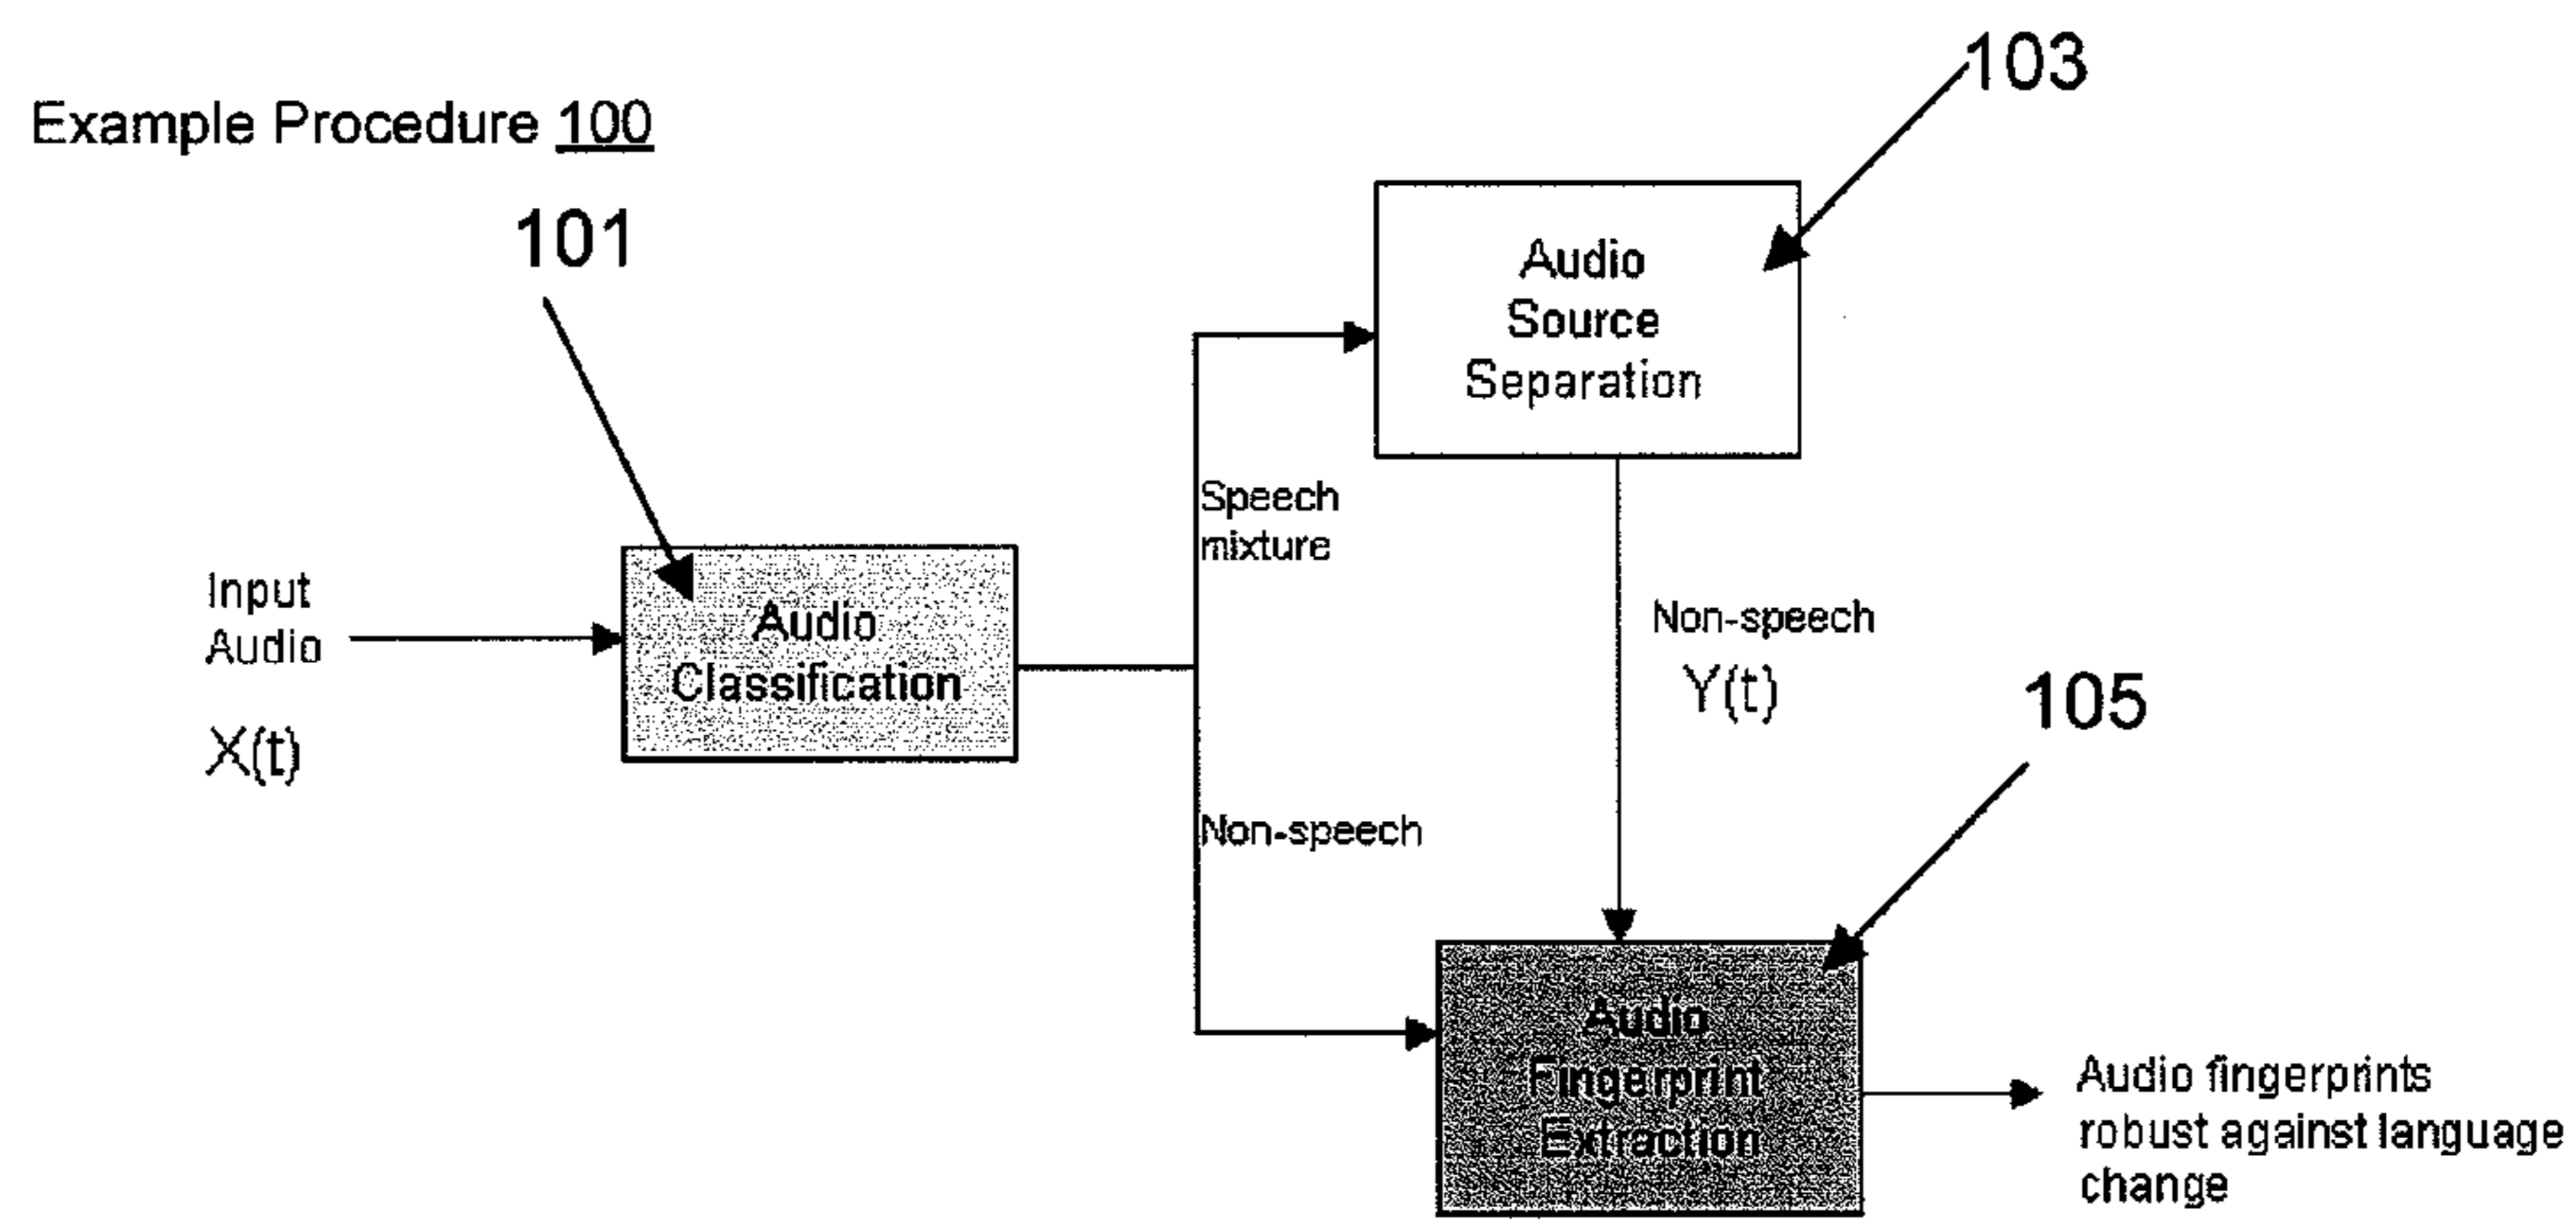 Example Procedure 100
101
103
Audio
Source
Separation
Speech
mixture
Input
Audio
X(t)
Audio
Classification
Non-speech
Y(t)
105
Non-speech
Audio
Fingerprint
Extraction
Audio fingerprints
robust against language
change